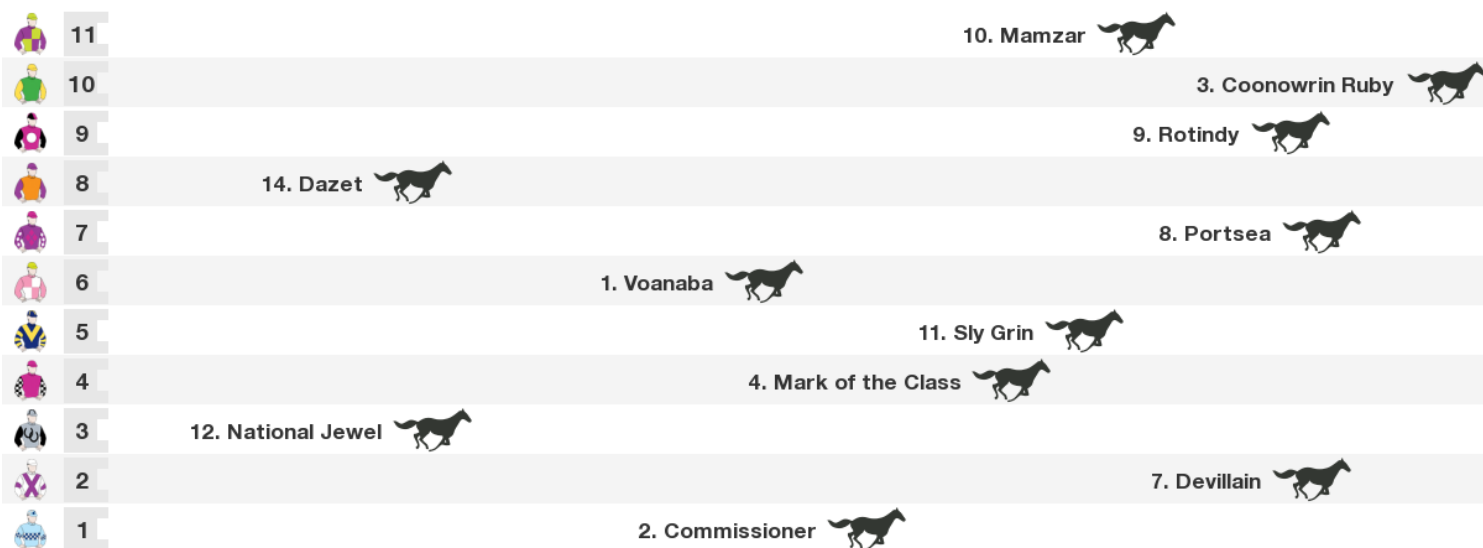 11 10. Mamzar
10 3. Coonowrin Ruby
9 9. Rotindy
8 14. Dazet
7 8. Portsea
6 1. Voanaba
5 11. Sly Grin
4 4. Mark of the Class
3 12. National Jewel
2 7. Devillain
1 2. Commissioner